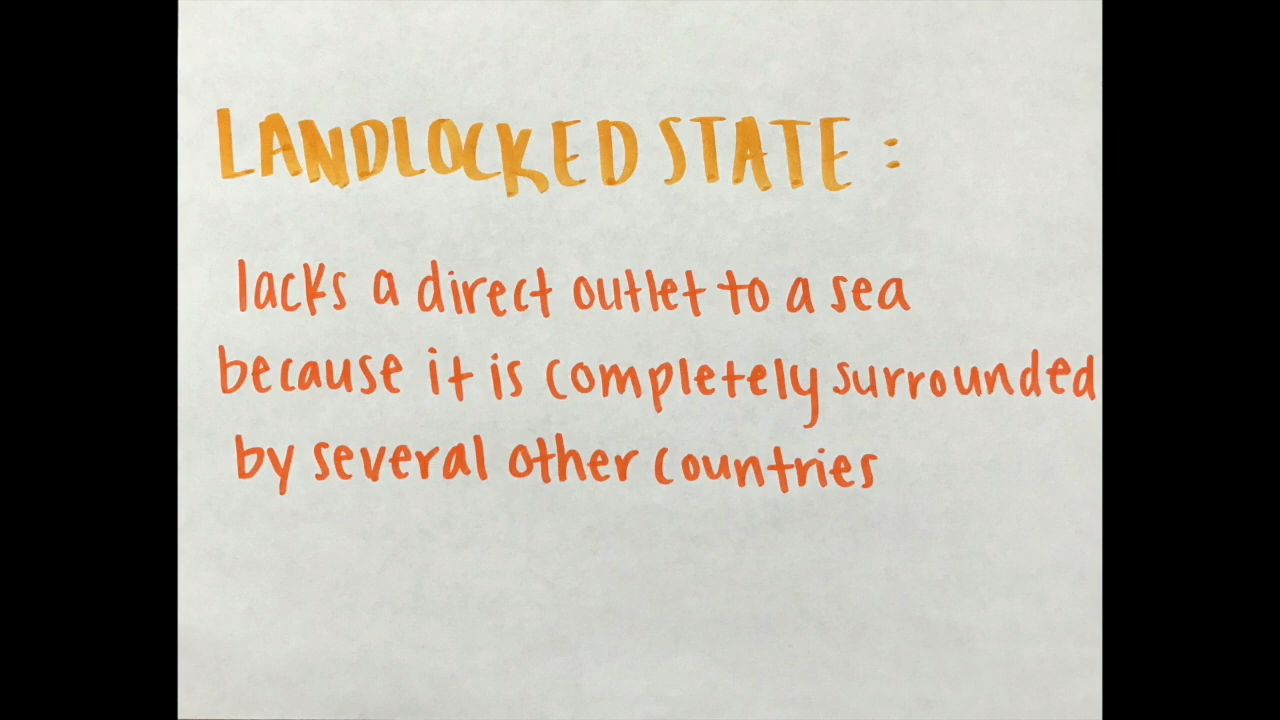 LANDLOCKED STATE :
lacks a direct outlet to a sea
because it is completely surrounded
by several other countries